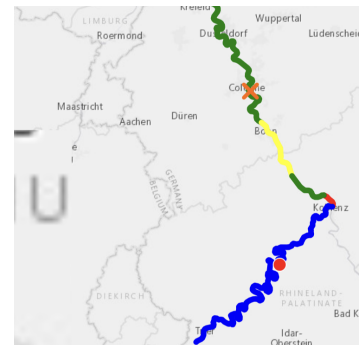 Krefeld
Wuppertal
LIMBURG
Roermond
Düsseldorf
Lüdenscheid
Cologne
Maastricht
Düren
Aachen
Bonn
e
U
GERMANY
BELGIUM
Koblenz
DIEKIRCH
RHINELAND-
PALATINATE
Bad K
Trier
Idar-
Oberstein